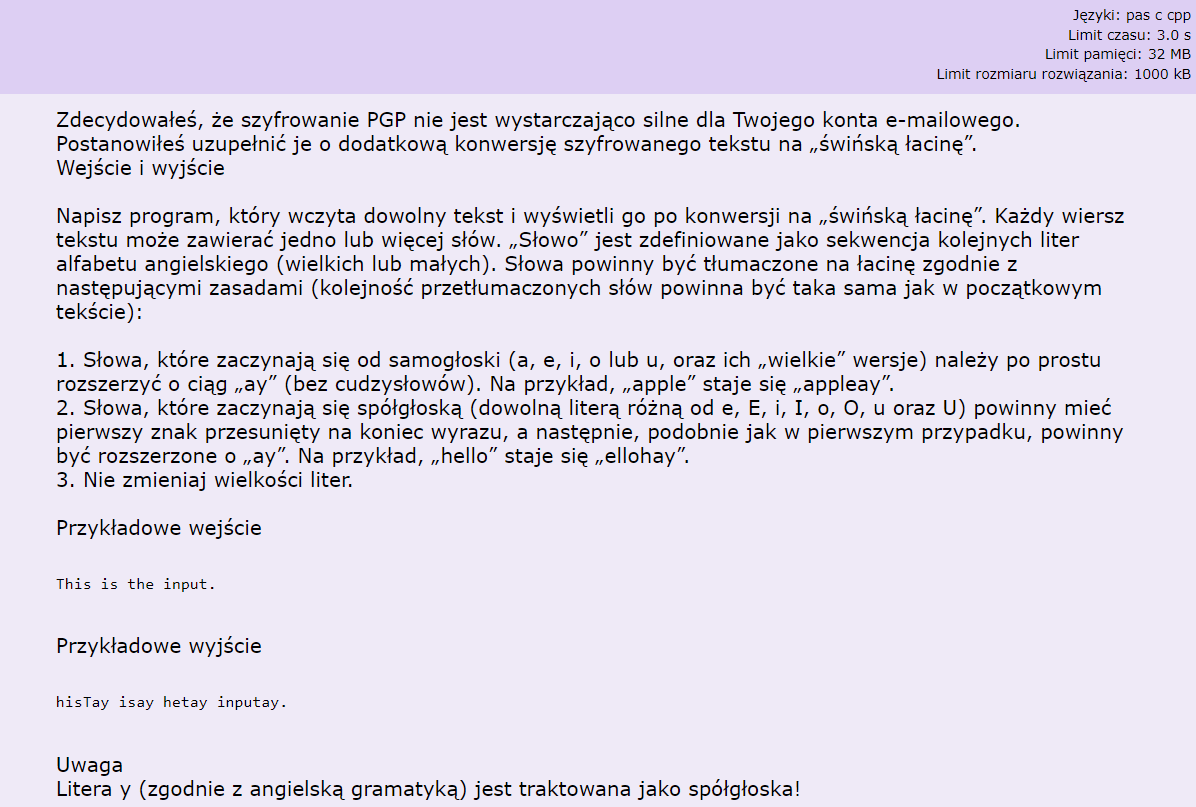 Języki: pas c cpp
Limit czasu: 3.0 s
Limit pamięci: 32 MB
Limit rozmiaru rozwiązania: 1000 kB
Zdecydowałeś, że szyfrowanie PGP nie jest wystarczająco silne dla Twojego konta e-mailowego.
Postanowiłeś uzupełnić je o dodatkową konwersję szyfrowanego tekstu na „świńską łacinę”.
Wejście i wyjście
Napisz program, który wczyta dowolny tekst i wyświetli go po konwersji na „świńską łacinę”. Każdy wiersz
tekstu może zawierać jedno lub więcej słów. „Słowo” jest zdefiniowane jako sekwencja kolejnych liter
alfabetu angielskiego (wielkich lub małych). Słowa powinny być tłumaczone na łacinę zgodnie z
następującymi zasadami (kolejność przetłumaczonych słów powinna być taka sama jak w początkowym
tekście):
1. Słowa, które zaczynają się od samogłoski (a, e, i, o lub u, oraz ich „wielkie” wersje) należy po prostu
rozszerzyć o ciąg „ay” (bez cudzysłowów). Na przykład, „apple” staje się „appleay”.
2. Słowa, które zaczynają się spółgłoską (dowolną literą różną od e, E, i, I, o, O, u oraz U) powinny mieć
pierwszy znak przesunięty na koniec wyrazu, a następnie, podobnie jak w pierwszym przypadku, powinny
być rozszerzone o „ay”. Na przykład, „hello” staje się „ellohay”.
3. Nie zmieniaj wielkości liter.
Przykładowe wejście
This is the input.
Przykładowe wyjście
hisTay isay hetay inputay.
Uwaga
Litera y (zgodnie z angielską gramatyką) jest traktowana jako spółgłoska!